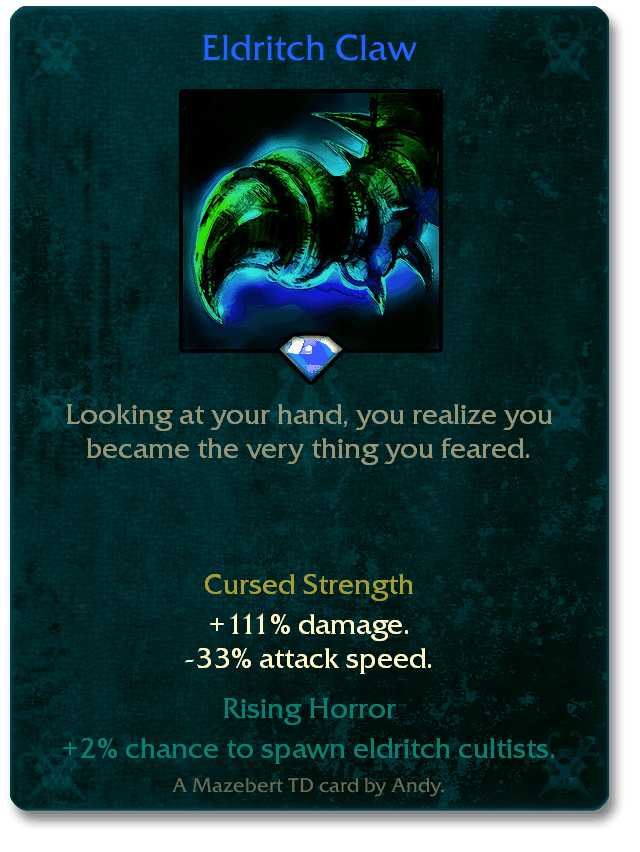 Eldritch Claw
Looking at your hand, you realize you
became the very thing you feared.
Cursed Strength
+111% damage.
-33% attack speed.
Rising Horror
+2% chance to spawn eldritch cultists.
A Mazebert TD card by Andy.